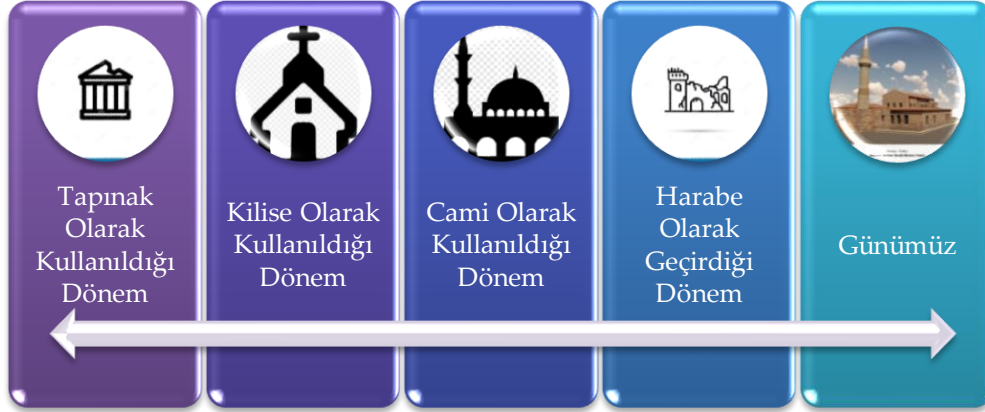 Tapınak
Olarak
Kullanıldığı
Dönem
Kilise Olarak
Kullanıldığı
Dönem
Cami Olarak
Kullanıldığı
Dönem
Harabe
Olarak
Geçirdiği
Dönem
Günümüz